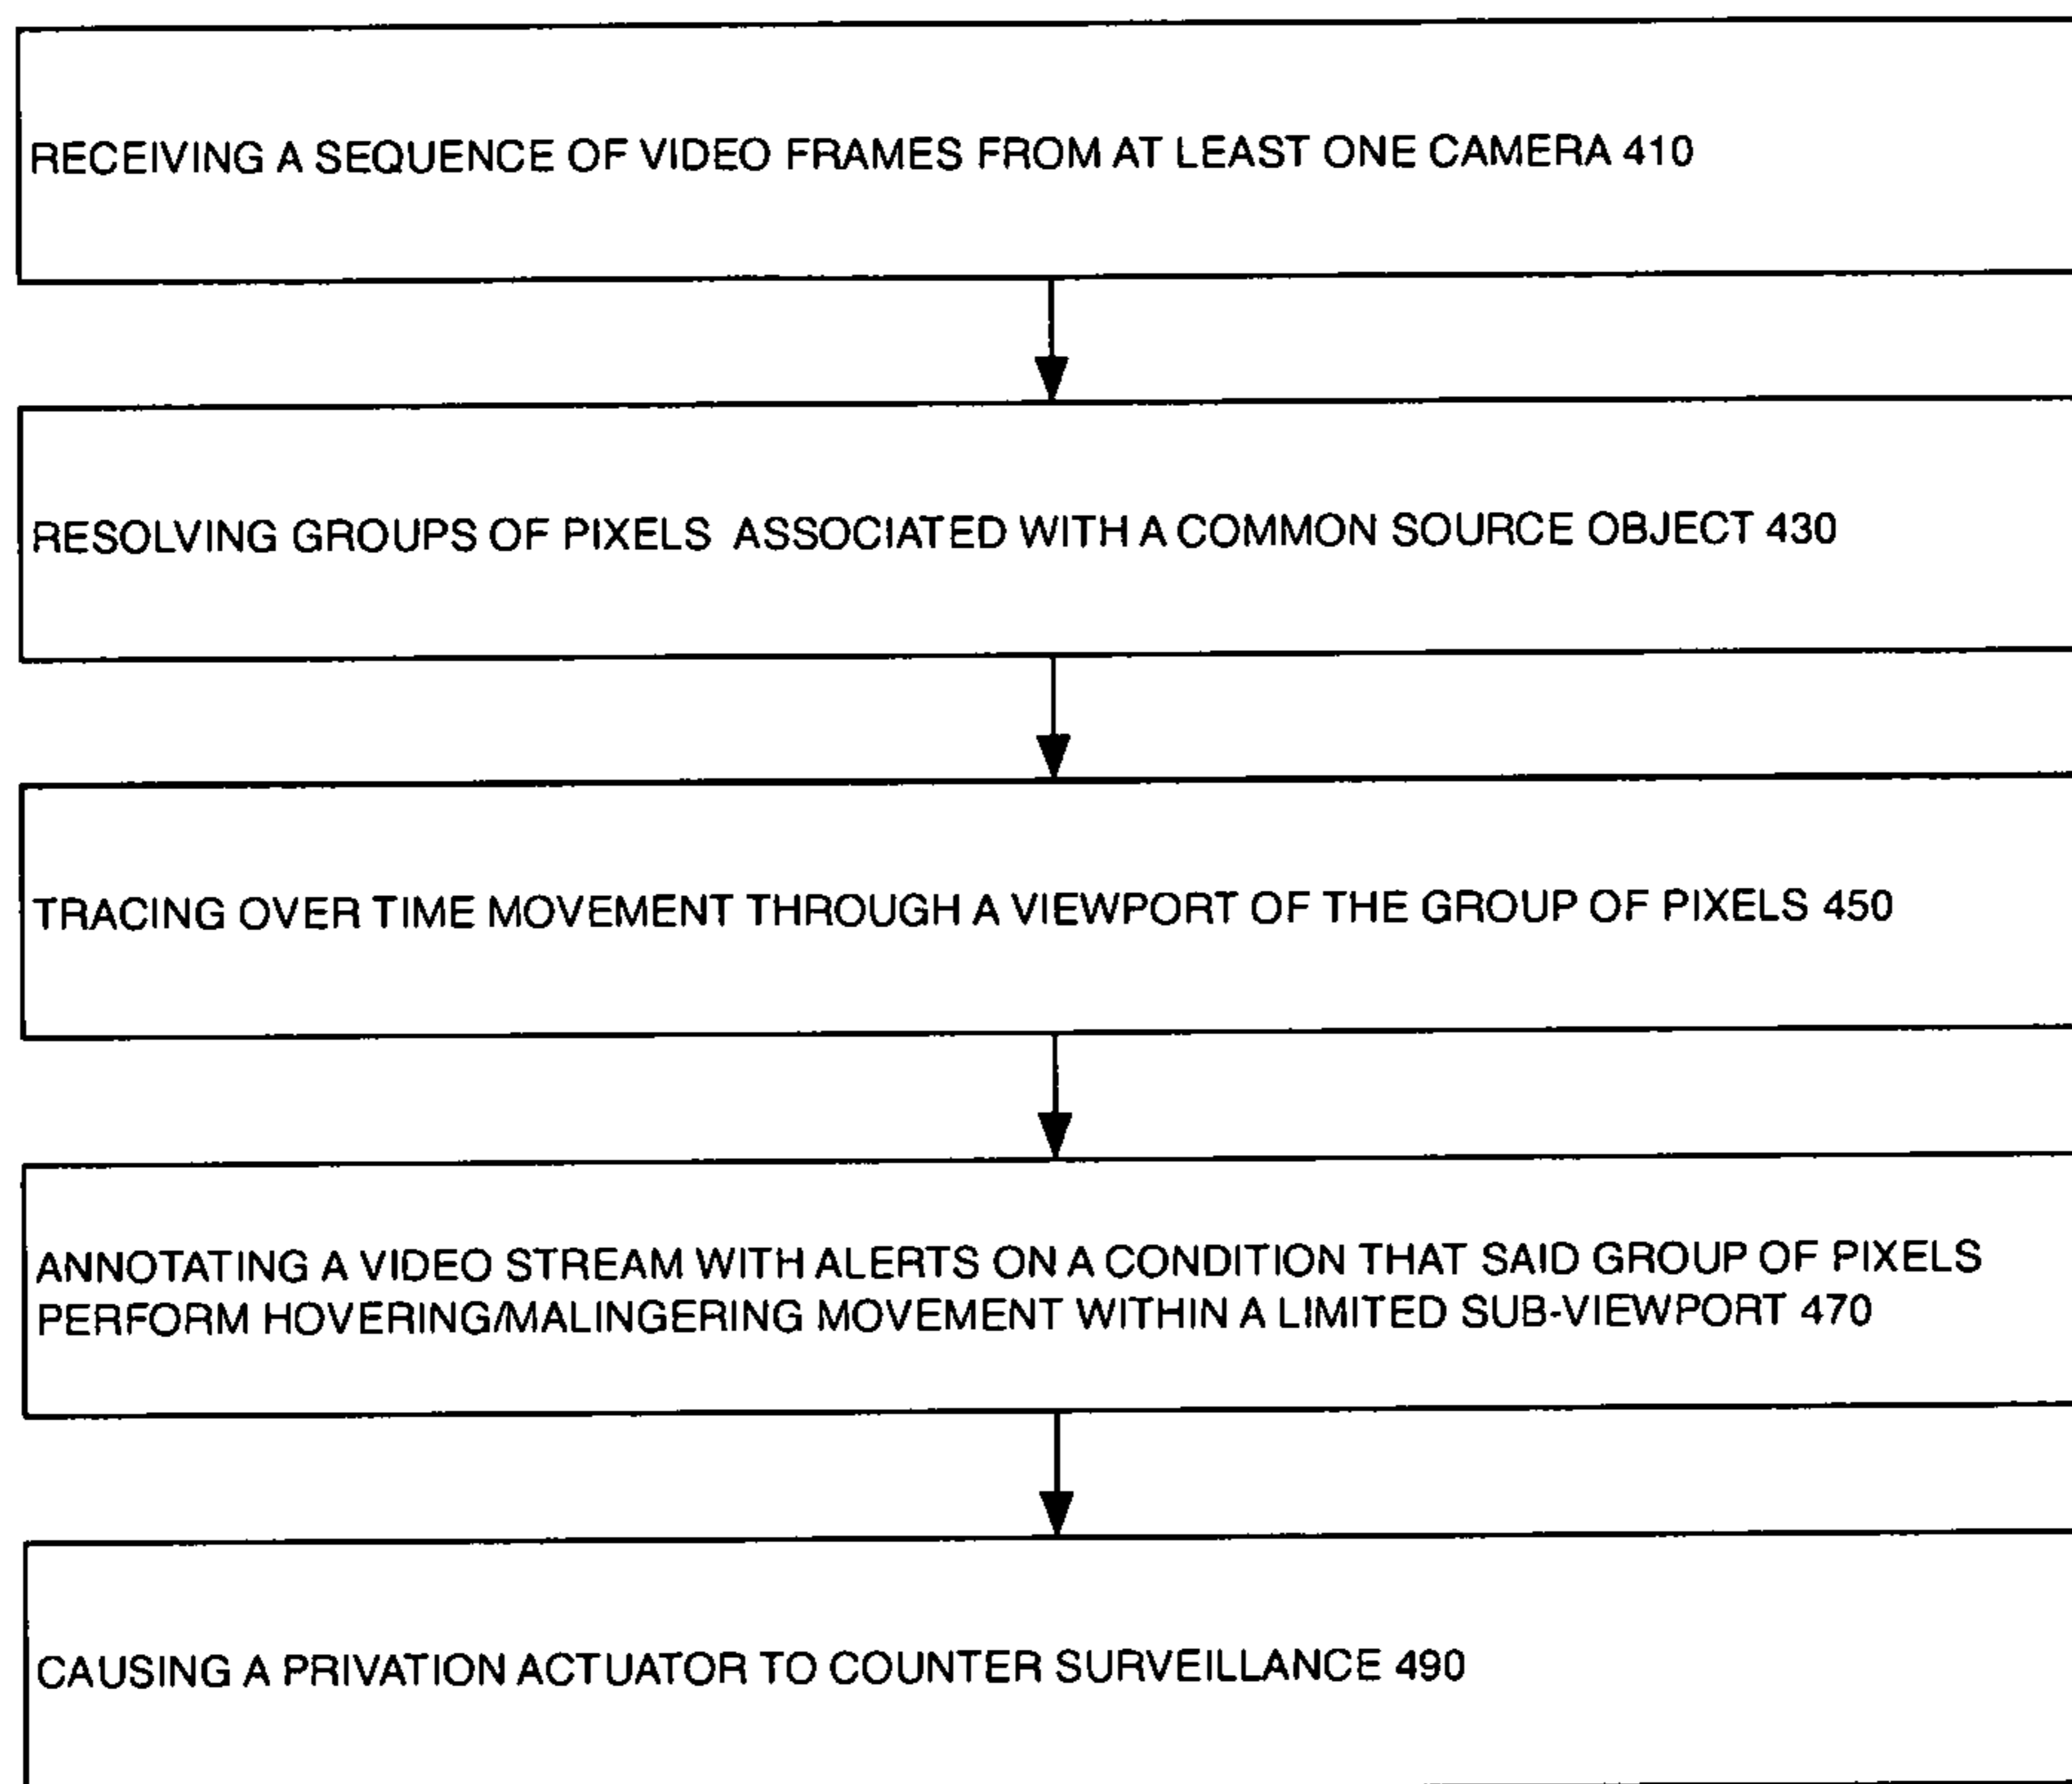 RECEIVING A SEQUENCE OF VIDEO FRAMES FROM AT LEAST ONE CAMERA 410
RESOLVING GROUPS OF PIXELS ASSOCIATED WITH A COMMON SOURCE OBJECT 430
TRACING OVER TIME MOVEMENT THROUGH A VIEWPORT OF THE GROUP OF PIXELS 450
ANNOTATING A VIDEO STREAM WITH ALERTS ON A CONDITION THAT SAID GROUP OF PIXELS
PERFORM HOVERING/MALINGERING MOVEMENT WITHIN A LIMITED SUB-VIEWPORT 470
CAUSING A PRIVATION ACTUATOR TO COUNTER SURVEILLANCE 490